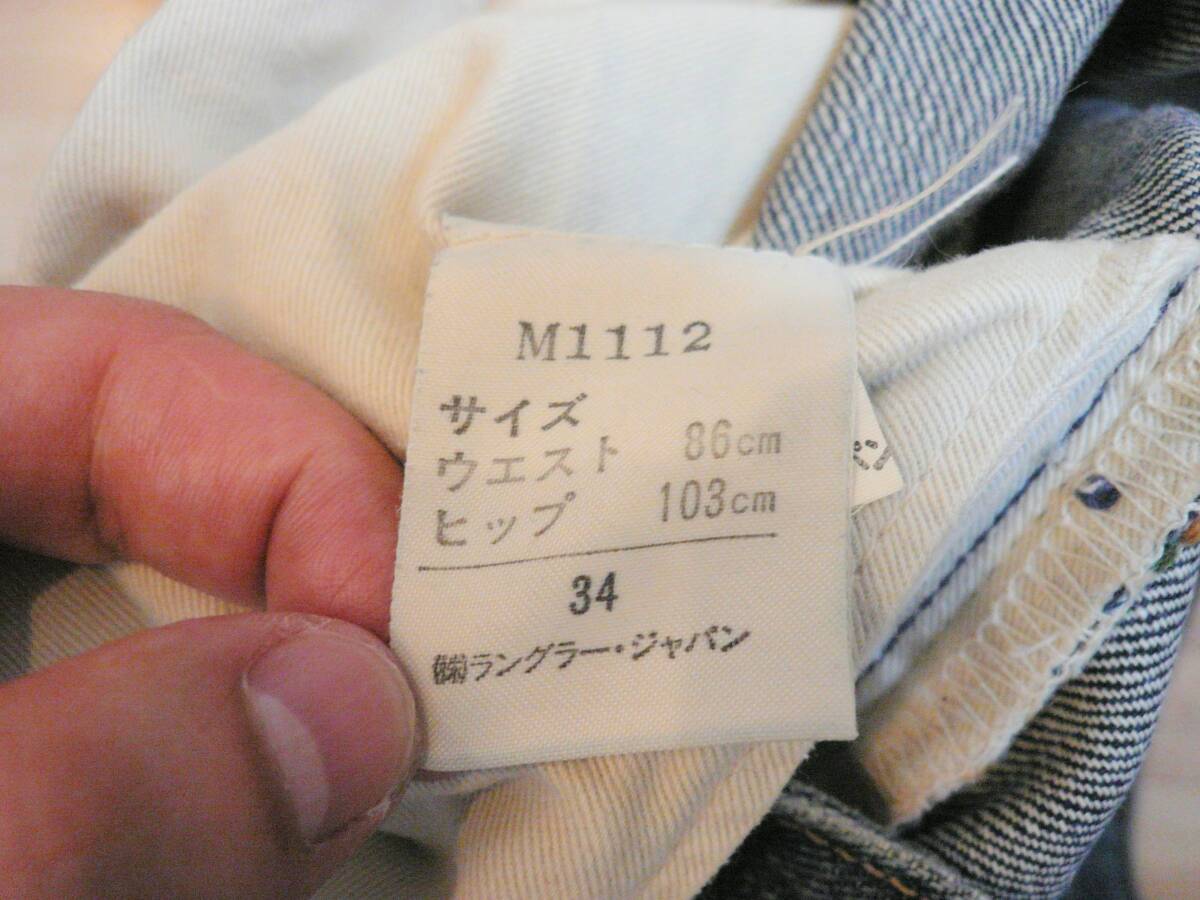 M1112
サイズ
ウエスト 86cm
ヒップ 103cm
34
㈱ラングラー・ジャパン